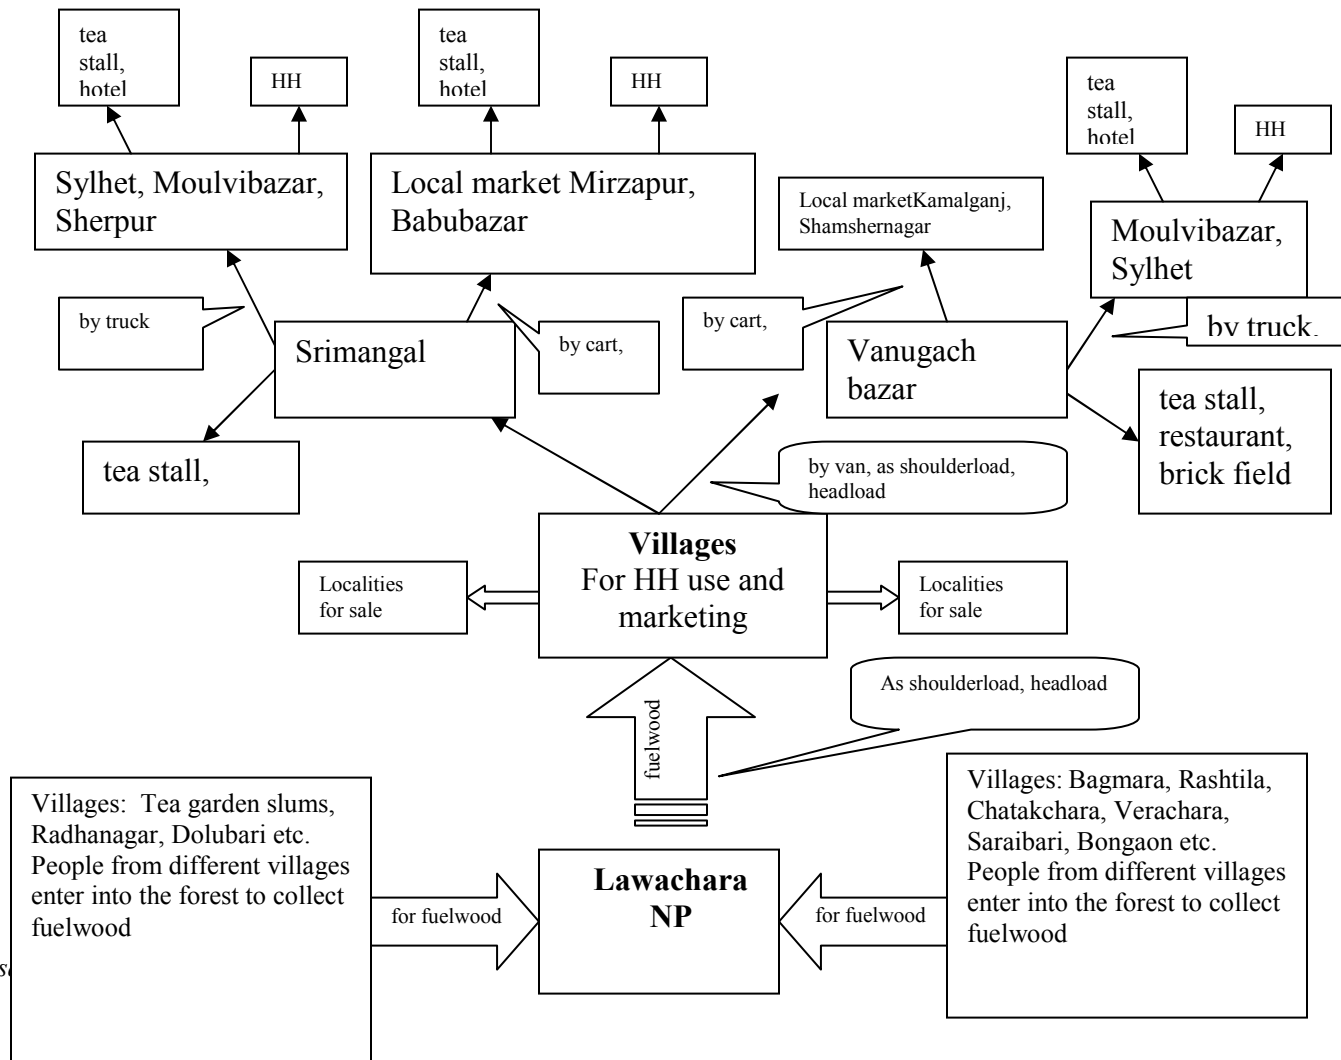 tea
stall,
hotel
HH
tea
stall,
hotel
HH
tea
stall,
hotel
HH
Sylhet, Moulvibazar,
Sherpur
Local market Mirzapur,
Babubazar
Local marketKamalganj,
Shamshernagar
Moulvibazar,
Sylhet
by truck
Srimangal
by cart,
by cart,
Vanugach
bazar
by truck.
tea stall,
tea stall,
restaurant,
brick field
by van, as shoulderload,
headload
Villages
For HH use and
marketing
Localities
for sale
Localities
for sale
fuelwood
As shoulderload, headload
Villages:  Tea garden slums,
Radhanagar, Dolubari etc.
People from different villages
enter into the forest to collect
fuelwood
for fuelwood
Lawachara
NP
for fuelwood
Villages: Bagmara, Rashtila,
Chatakchara, Verachara,
Saraibari, Bongaon etc.
People from different villages
enter into the forest to collect
fuelwood